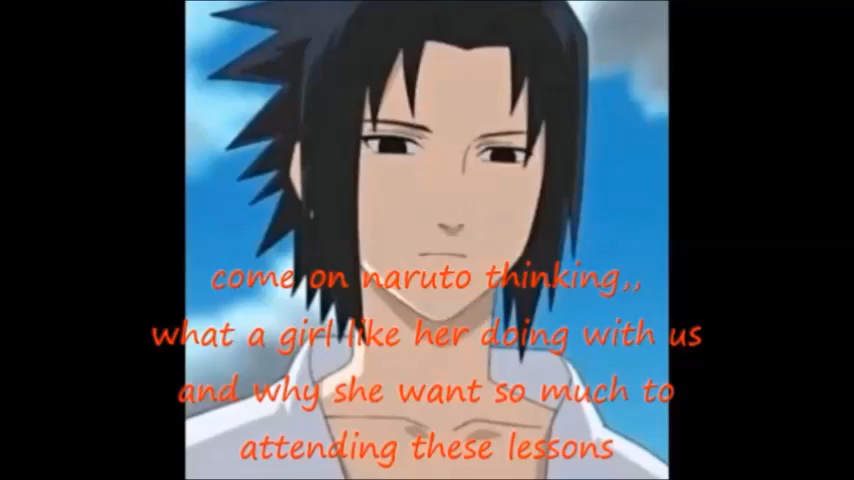 come on naruto thinking,,
what a girl like her doing with us
and why she want so much to
attending these lessons